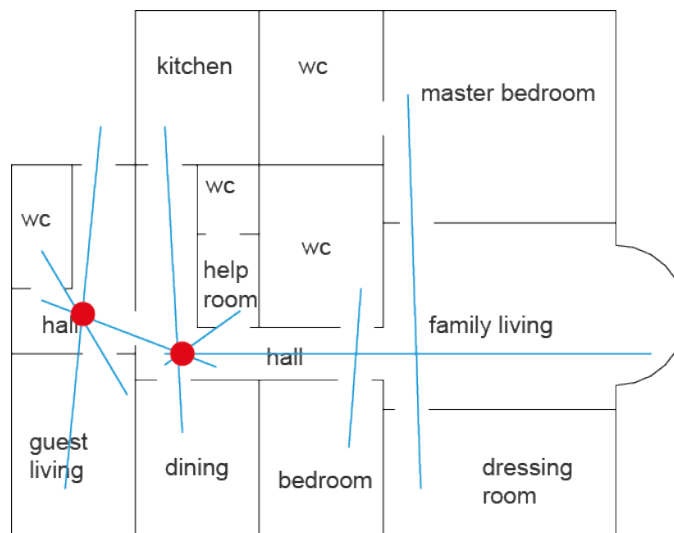 kitchen
wc
master bedroom
wc
wc
wc
help
room
hall
family living
hall
guest
living
dining
bedroom
dressing
room